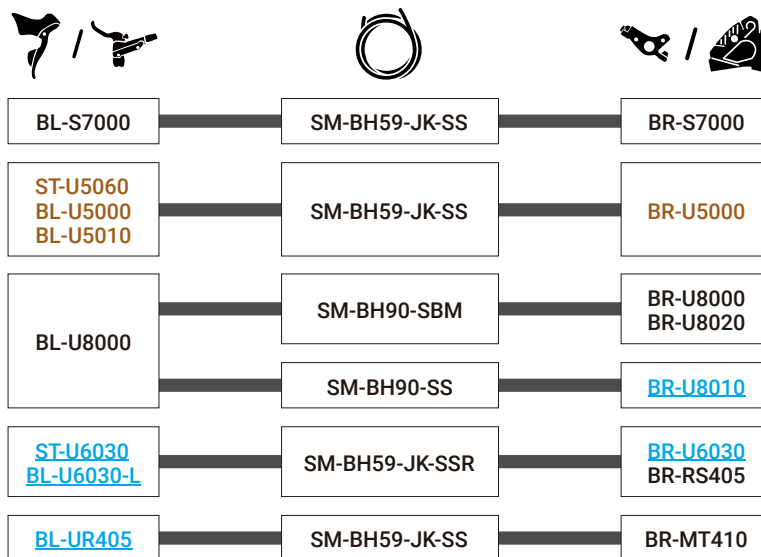 BL-S7000
SM-BH59-JK-SS
BR-S7000
ST-U5060
BL-U5000
BL-U5010
SM-BH59-JK-SS
BR-U5000
BL-U8000
SM-BH90-SBM
BR-U8000
BR-U8020
SM-BH90-SS
BR-U8010
ST-U6030
BL-U6030-L
SM-BH59-JK-SSR
BR-U6030
BR-RS405
BL-UR405
SM-BH59-JK-SS
BR-MT410